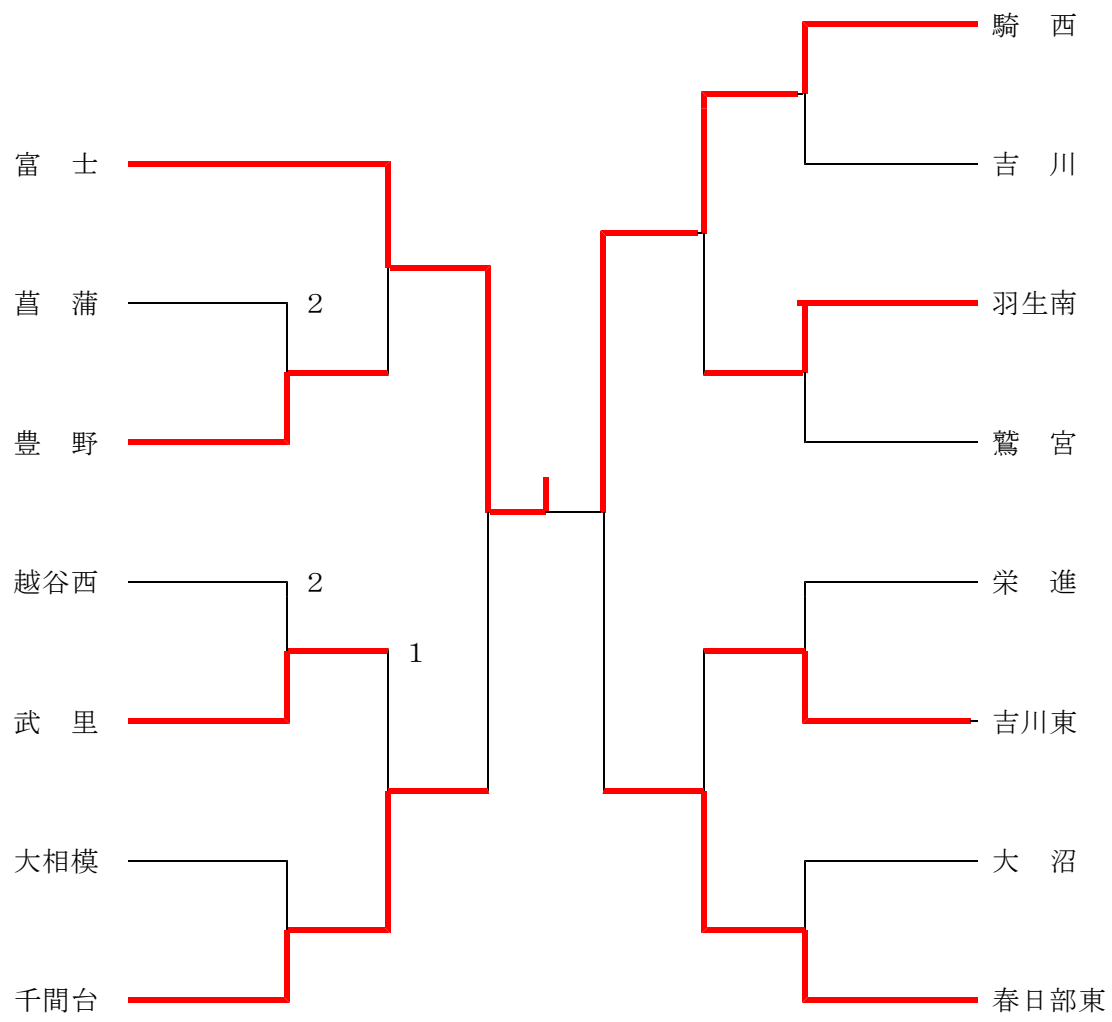 騎　西
富　士
吉　川
菖　蒲
２
羽生南
豊　野
鷲　宮
越谷西
２
栄　進
１
武　里
吉川東
大相模
大　沼
千間台
春日部東